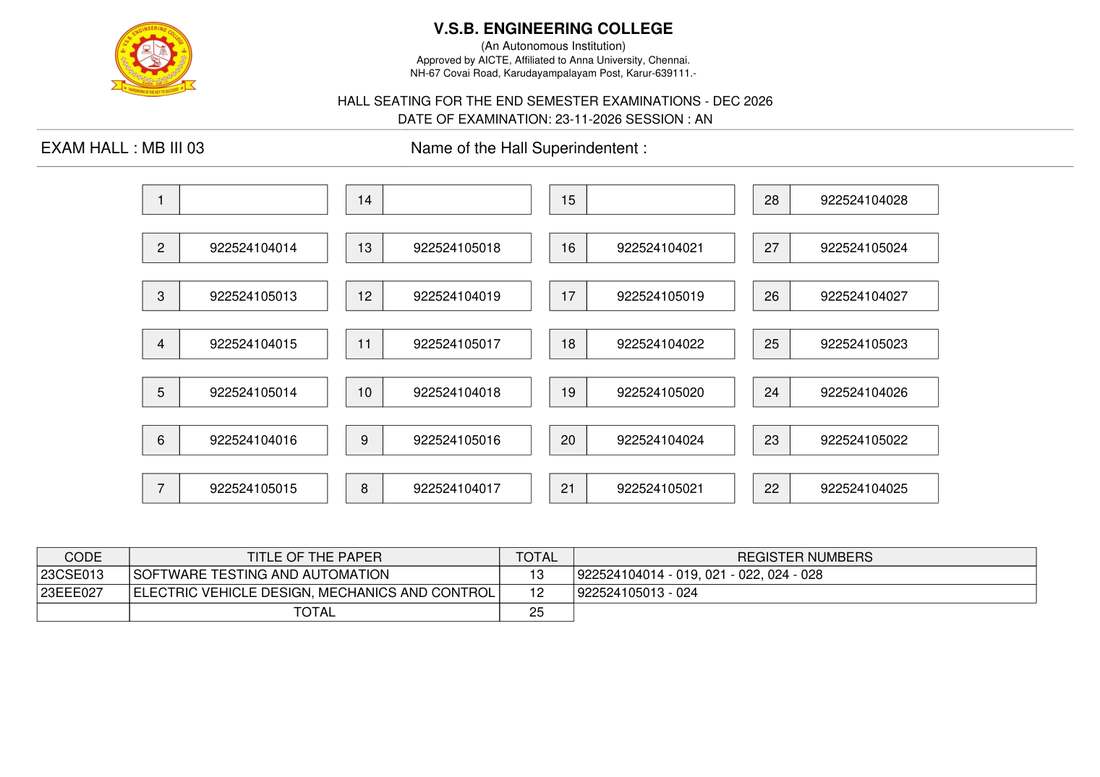 V.S.B. ENGINEERING COLLEGE
(An Autonomous Institution)
Approved by AICTE, Affiliated to Anna University, Chennai.
NH-67 Covai Road, Karudayampalayam Post, Karur-639111.-
HALL SEATING FOR THE END SEMESTER EXAMINATIONS - DEC 2026
DATE OF EXAMINATION: 23-11-2026 SESSION : AN
EXAM HALL : MB III 03 Name of the Hall Superindentent :
1 14 15 28 922524104028
2 922524104014 13 922524105018 16 922524104021 27 922524105024
3 922524105013 12 922524104019 17 922524105019 26 922524104027
4 922524104015 11 922524105017 18 922524104022 25 922524105023
5 922524105014 10 922524104018 19 922524105020 24 922524104026
6 922524104016 9 922524105016 20 922524104024 23 922524105022
7 922524105015 8 922524104017 21 922524105021 22 922524104025
CODE TITLE OF THE PAPER TOTAL REGISTER NUMBERS
23CSE013 SOFTWARE TESTING AND AUTOMATION 13 922524104014 - 019, 021 - 022, 024 - 028
23EEE027 ELECTRIC VEHICLE DESIGN, MECHANICS AND CONTROL 12 922524105013 - 024
TOTAL 25